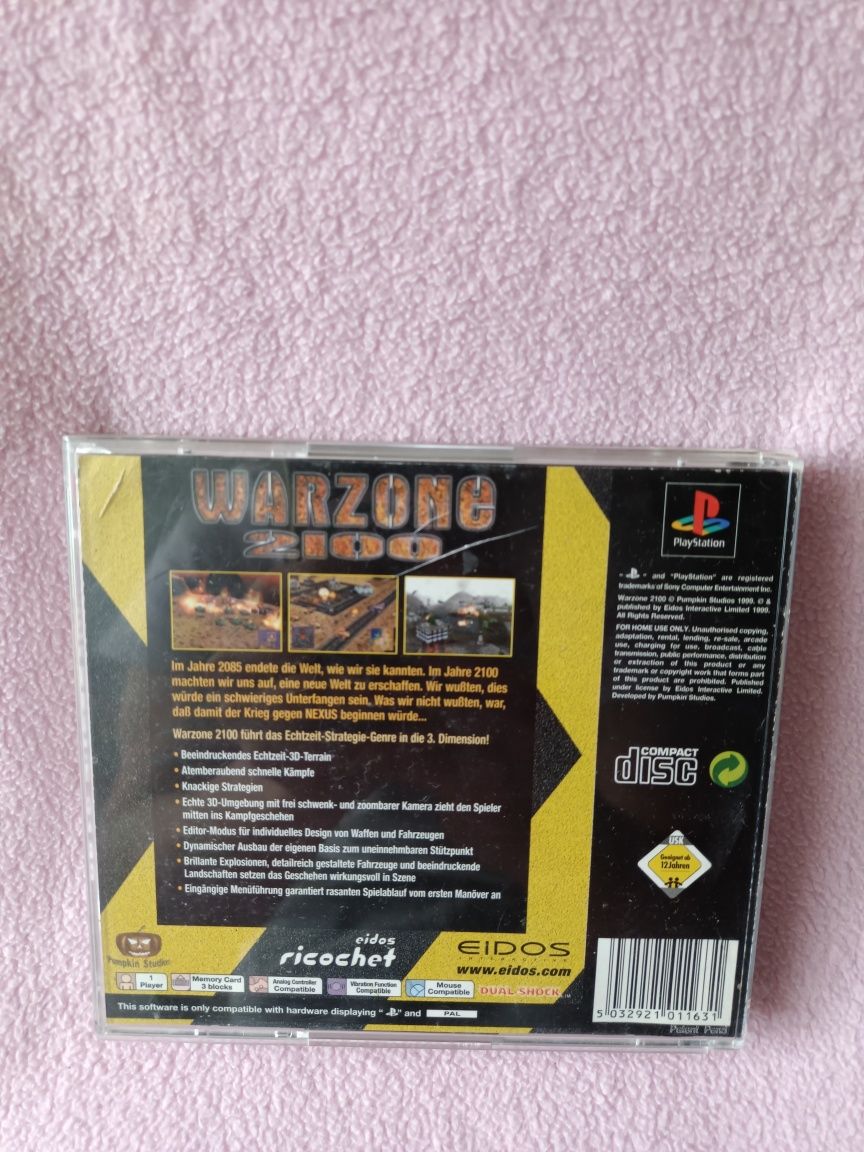 WARZONE
2100
Im Jahre 2085 endete die Welt, wie wir sie kannten. Im Jahre 2100
machten wir uns auf, eine neue Welt zu erschaffen. Wir wußten, dies
würde ein schwieriges Unterfangen sein. Was wir nicht wußten, war,
daß damit der Krieg gegen NEXUS beginnen würde...
Warzone 2100 führt das Echtzeit-Strategie-Genre in die 3. Dimension!
• Beeindruckendes Echtzeit-3D-Terrain
• Atemberaubend schnelle Kämpfe
• Knackige Strategien
• Echte 3D-Umgebung mit frei schwenk- und zoombarer Kamera zieht den Spieler
mitten ins Kampfgeschehen
• Editor-Modus für individuelles Design von Waffen und Fahrzeugen
• Dynamischer Ausbau der eigenen Basis zum uneinnehmbaren Stützpunkt
• Brillante Explosionen, detailreich gestaltete Fahrzeuge und beeindruckende
Landschaften setzen das Geschehen wirkungsvoll in Szene
• Eingängige Menüführung garantiert rasanten Spielablauf vom ersten Manöver an
PlayStation
" " and "PlayStation" are registered
trademarks of Sony Computer Entertainment Inc.
Warzone 2100 © Pumpkin Studios 1999. © &
published by Eidos Interactive Limited 1999.
All Rights Reserved.
FOR HOME USE ONLY. Unauthorised copying,
adaptation, rental, lending, re-sale, arcade
use, charging for use, broadcast, cable
transmission, public performance, distribution
or extraction of this product or any
trademark or copyright work that forms part
of this product are prohibited. Published
under license by Eidos Interactive Limited.
Developed by Pumpkin Studios.
COMPACT
disc
USK
Geeignet ab
12 Jahren
Pumpkin Studios
eidos
ricochet
EIDOS
INTERACTIVE
www.eidos.com
1
Player
Memory Card
3 blocks
Analog Controller
Compatible
Vibration Function
Compatible
Mouse
Compatible
DUAL SHOCK™
This software is only compatible with hardware displaying " " and PAL
5 032921 011631
Patent Pend